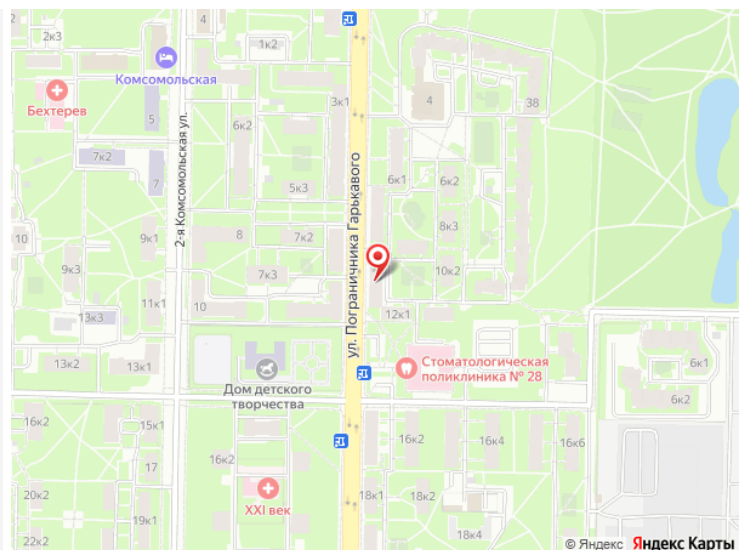 2к3
4
1к2
Комсомольская
3к1
4
38
Бехтерев
5
6к2
2-я Комсомольская ул.
ул. Пограничника Гарькавого
7к2
7
5к3
6к1
6к2
10
9к1
8
7к2
8к3
9к3
7к3
10к2
11к1
10
13к3
12к1
13к2
13к1
Стоматологическая
поликлиника № 28
6к1
Дом детского
творчества
6к2
16к2
15к1
16к2
16к4
16к6
17
16к2
20к2
XXI век
18к1
18к2
19к1
22к2
18к4
© Яндекс Яндекс Карты